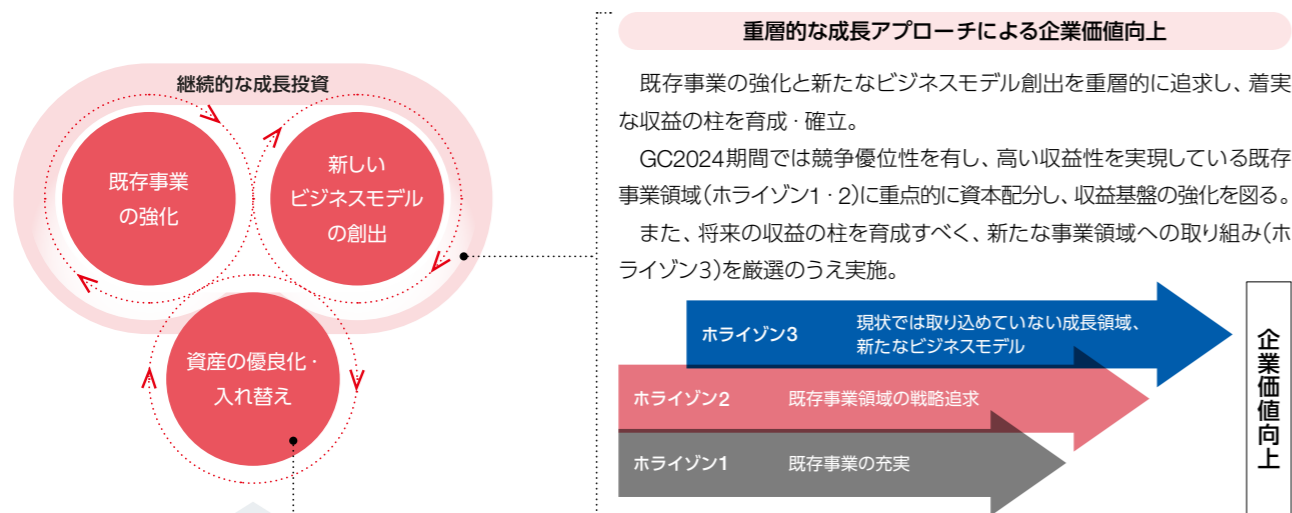 継続的な成長投資
既存事業
の強化
新しい
ビジネスモデル
の創出
資産の優良化・
入れ替え
重層的な成長アプローチによる企業価値向上
既存事業の強化と新たなビジネスモデル創出を重層的に追求し、着実
な収益の柱を育成・確立。
GC2024期間では競争優位性を有し、高い収益性を実現している既存
事業領域(ホライゾン1・2)に重点的に資本配分し、収益基盤の強化を図る。
また、将来の収益の柱を育成すべく、新たな事業領域への取り組み(ホ
ライゾン3)を厳選のうえ実施。
ホライゾン3
現状では取り込めていない成長領域、
新たなビジネスモデル
ホライゾン2
既存事業領域の戦略追求
ホライゾン1
既存事業の充実
企業価値向上